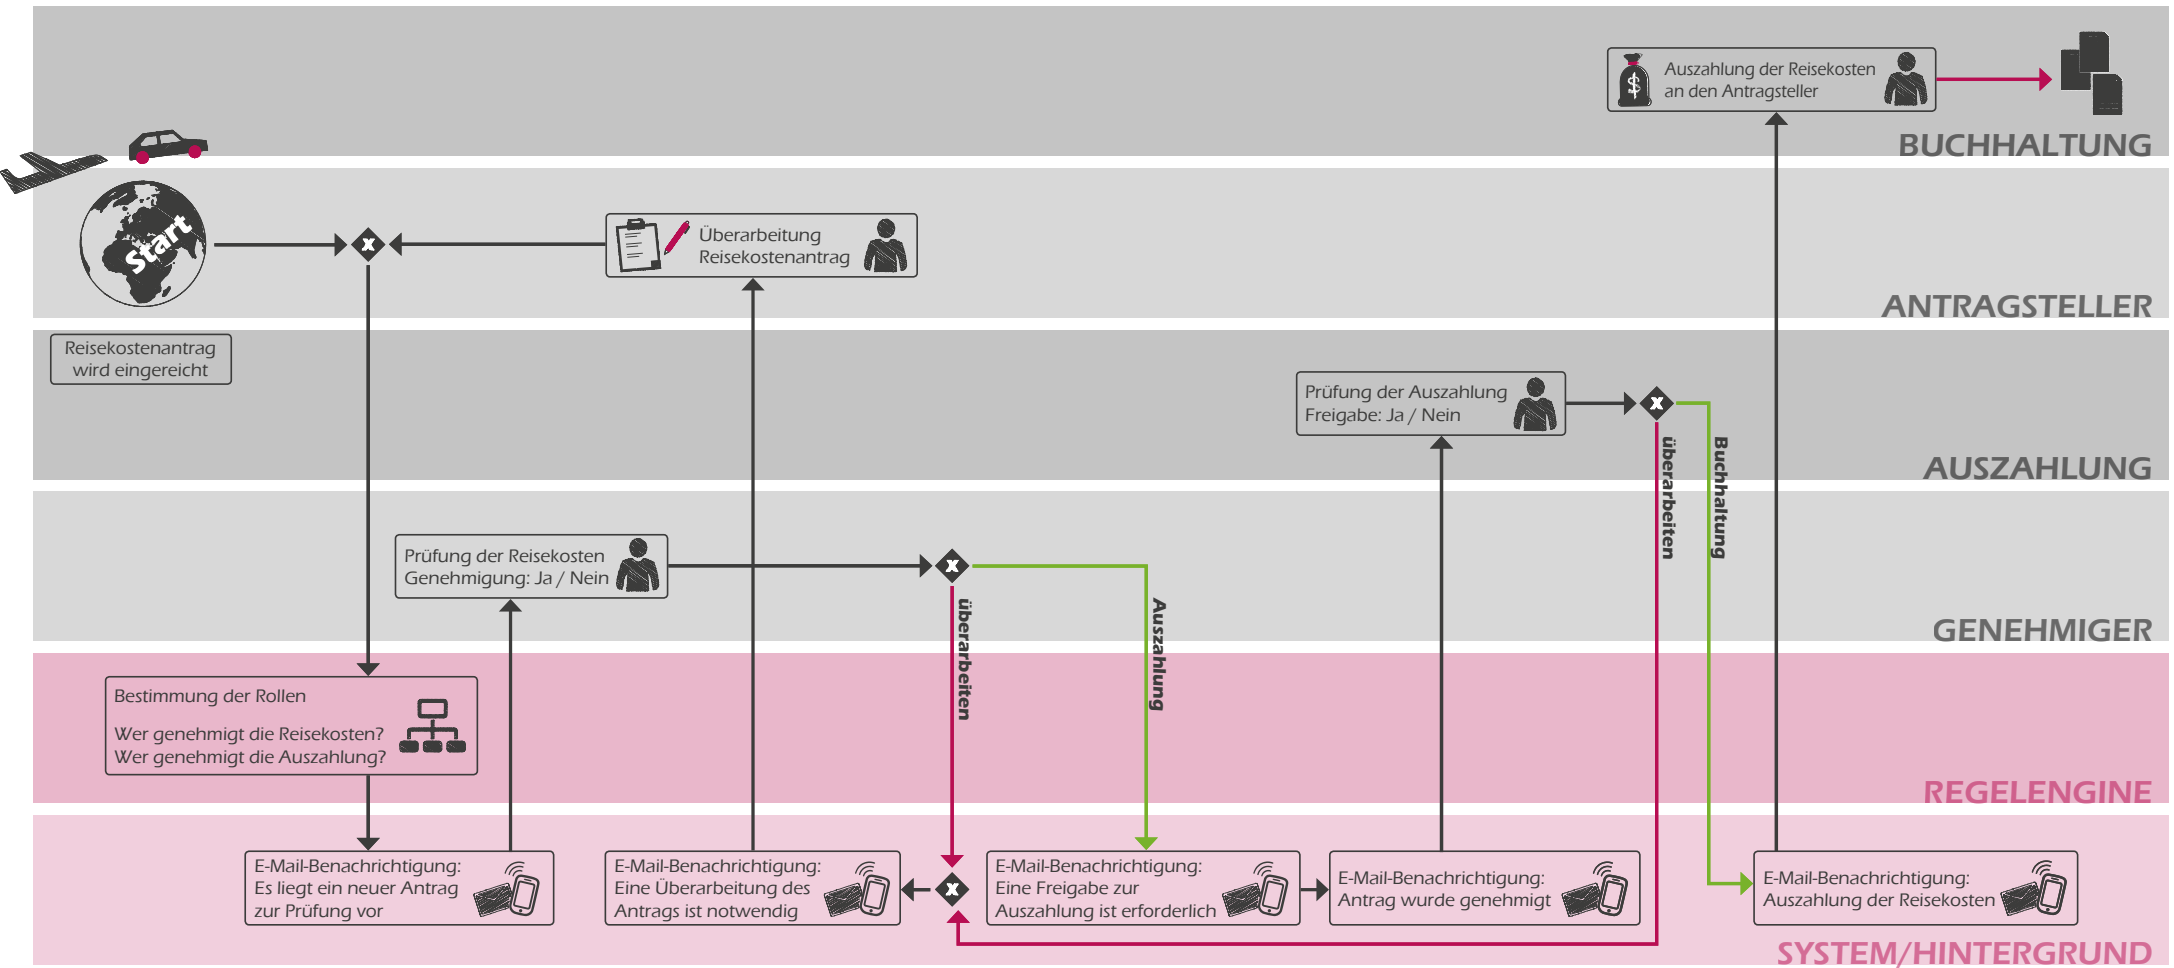 Auszahlung der Reisekosten
an den Antragsteller
$
BUCHHALTUNG
Start
x
Überarbeitung
Reisekostenantrag
ANTRAGSTELLER
Reisekostenantrag
wird eingereicht
Prüfung der Auszahlung
Freigabe: Ja / Nein
x
überarbeiten
Buchhaltung
AUSZAHLUNG
Prüfung der Reisekosten
Genehmigung: Ja / Nein
x
überarbeiten
Auszahlung
GENEHMIGER
Bestimmung der Rollen
Wer genehmigt die Reisekosten?
Wer genehmigt die Auszahlung?
REGELENGINE
E-Mail-Benachrichtigung:
Es liegt ein neuer Antrag
zur Prüfung vor
E-Mail-Benachrichtigung:
Eine Überarbeitung des
Antrags ist notwendig
x
E-Mail-Benachrichtigung:
Eine Freigabe zur
Auszahlung ist erforderlich
E-Mail-Benachrichtigung:
Antrag wurde genehmigt
E-Mail-Benachrichtigung:
Auszahlung der Reisekosten
SYSTEM/HINTERGRUND